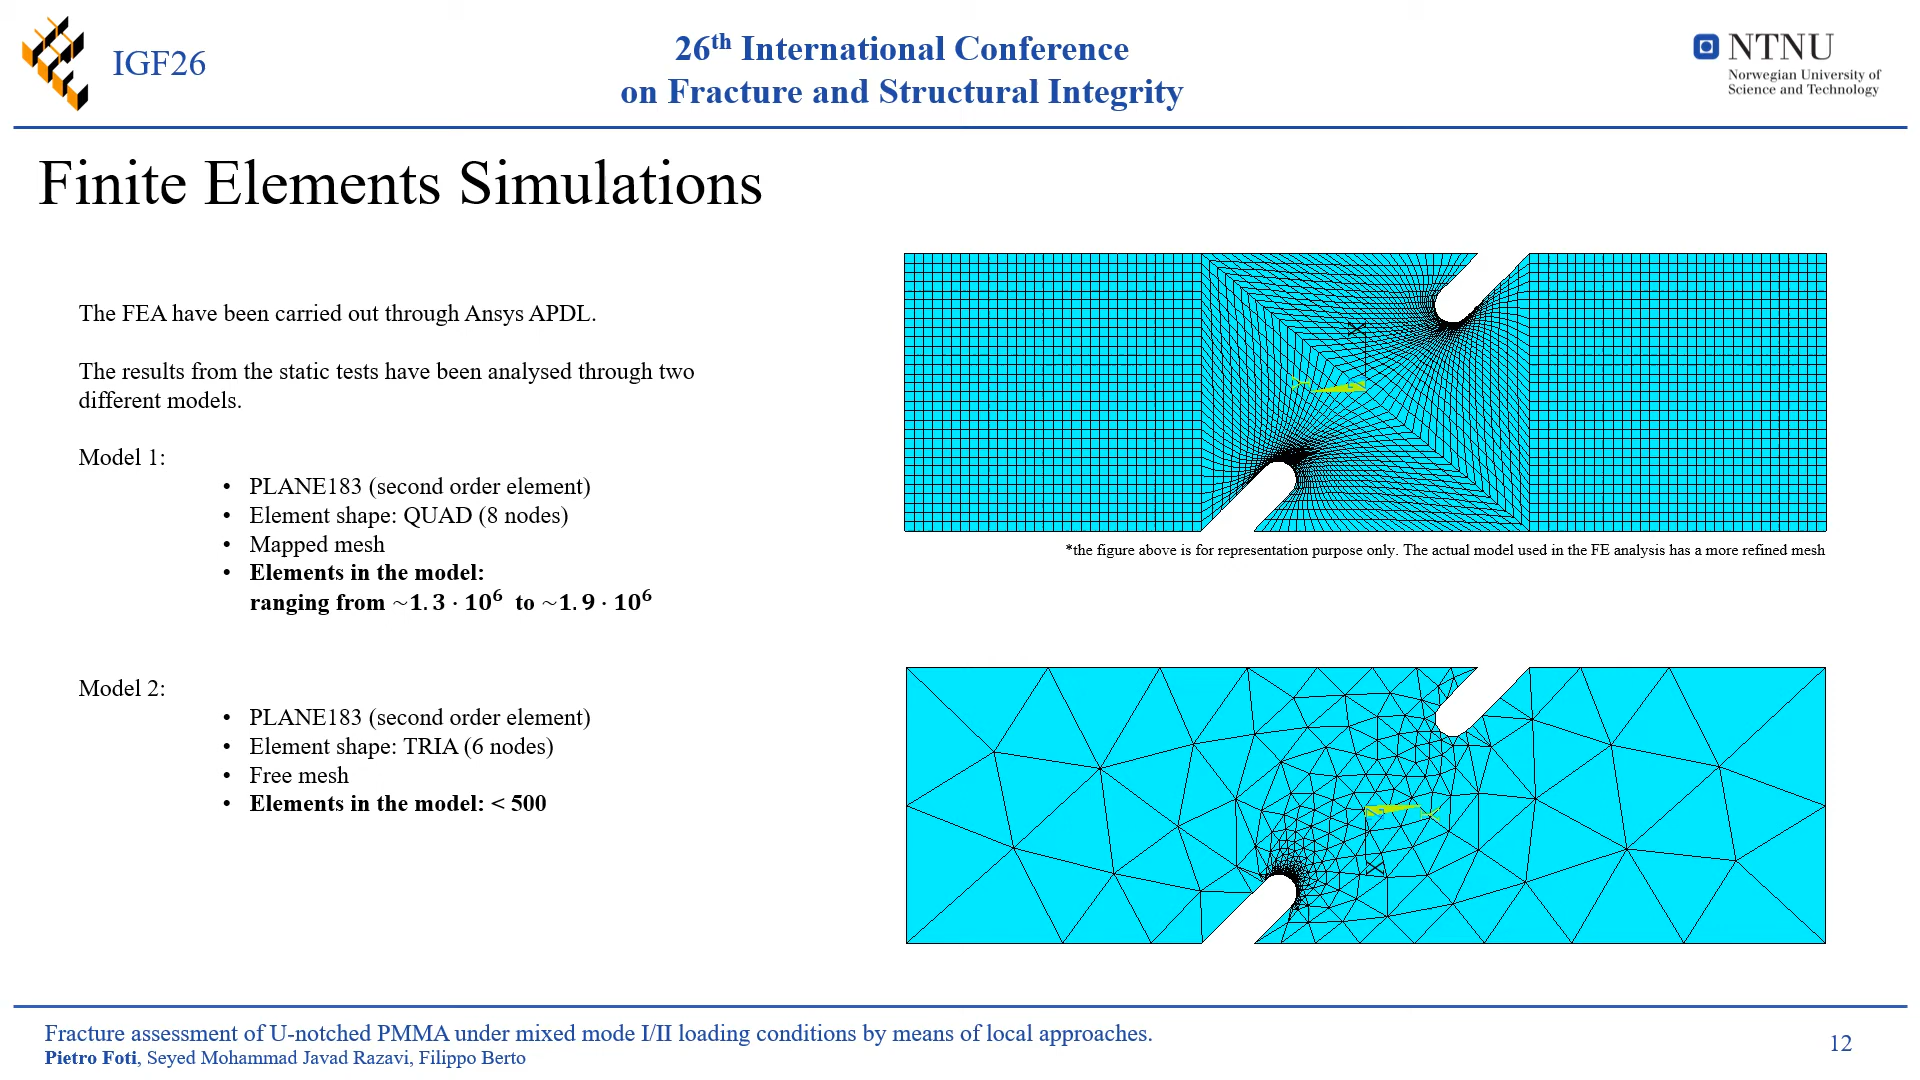 IGF26
26th International Conference
on Fracture and Structural Integrity
NTNU
Norwegian University of
Science and Technology
Finite Elements Simulations
The FEA have been carried out through Ansys APDL.
The results from the static tests have been analysed through two
different models.
Model 1:
• PLANE183 (second order element)
• Element shape: QUAD (8 nodes)
• Mapped mesh
• Elements in the model:
ranging from ~1.3 · 10⁶ to ~1.9 · 10⁶
*the figure above is for representation purpose only. The actual model used in the FE analysis has a more refined mesh
Model 2:
• PLANE183 (second order element)
• Element shape: TRIA (6 nodes)
• Free mesh
• Elements in the model: < 500
X
Y
X
Fracture assessment of U-notched PMMA under mixed mode I/II loading conditions by means of local approaches.
Pietro Foti, Seyed Mohammad Javad Razavi, Filippo Berto
12